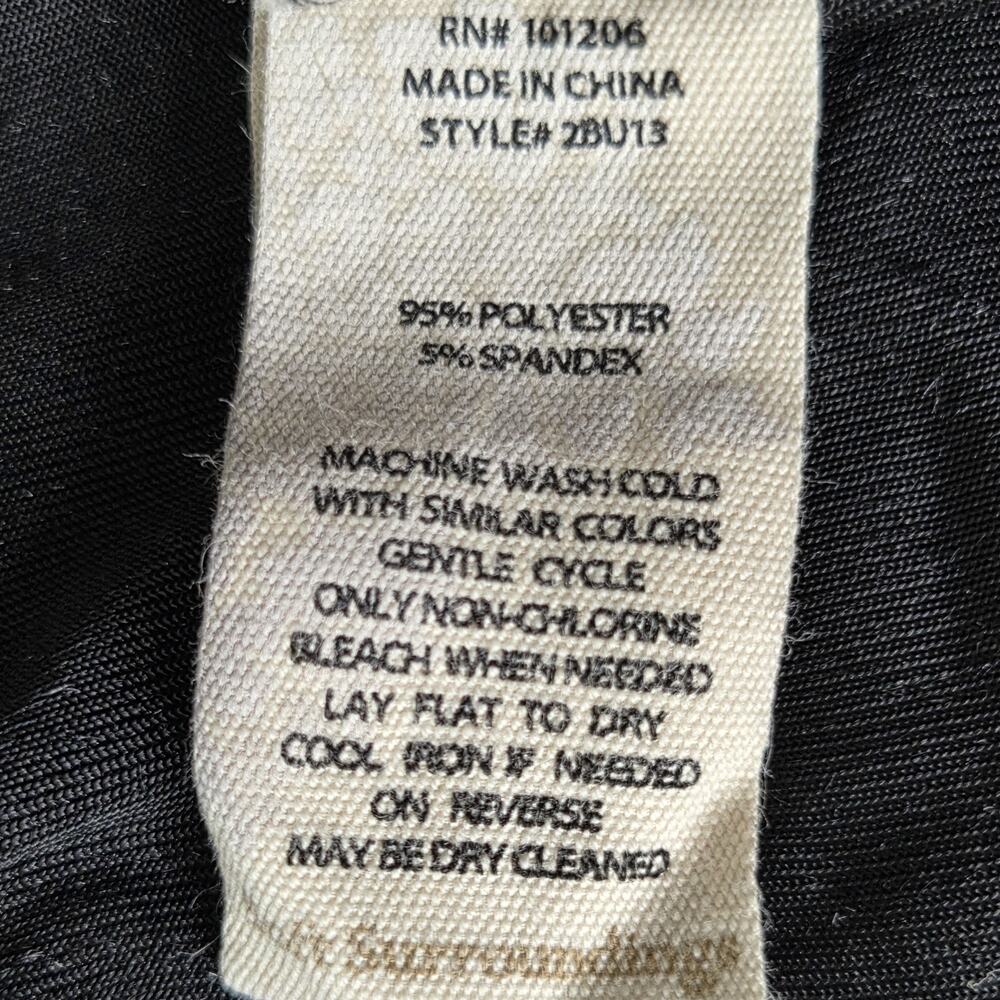 RN# 101206
MADE IN CHINA
STYLE# 2BU13
95% POLYESTER
5% SPANDEX
MACHINE WASH COLD
WITH SIMILAR COLORS
GENTLE CYCLE
ONLY NON-CHLORINE
BLEACH WHEN NEEDED
LAY FLAT TO DRY
COOL IRON IF NEEDED
ON REVERSE
MAY BE DRY CLEANED
Surroundings